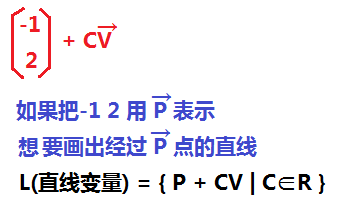 (-1
2) + CV⃗
如果把-1 2 用 P⃗ 表示
想要画出经过 P⃗ 点的直线
L(直线变量) = { P + CV | C∈R }